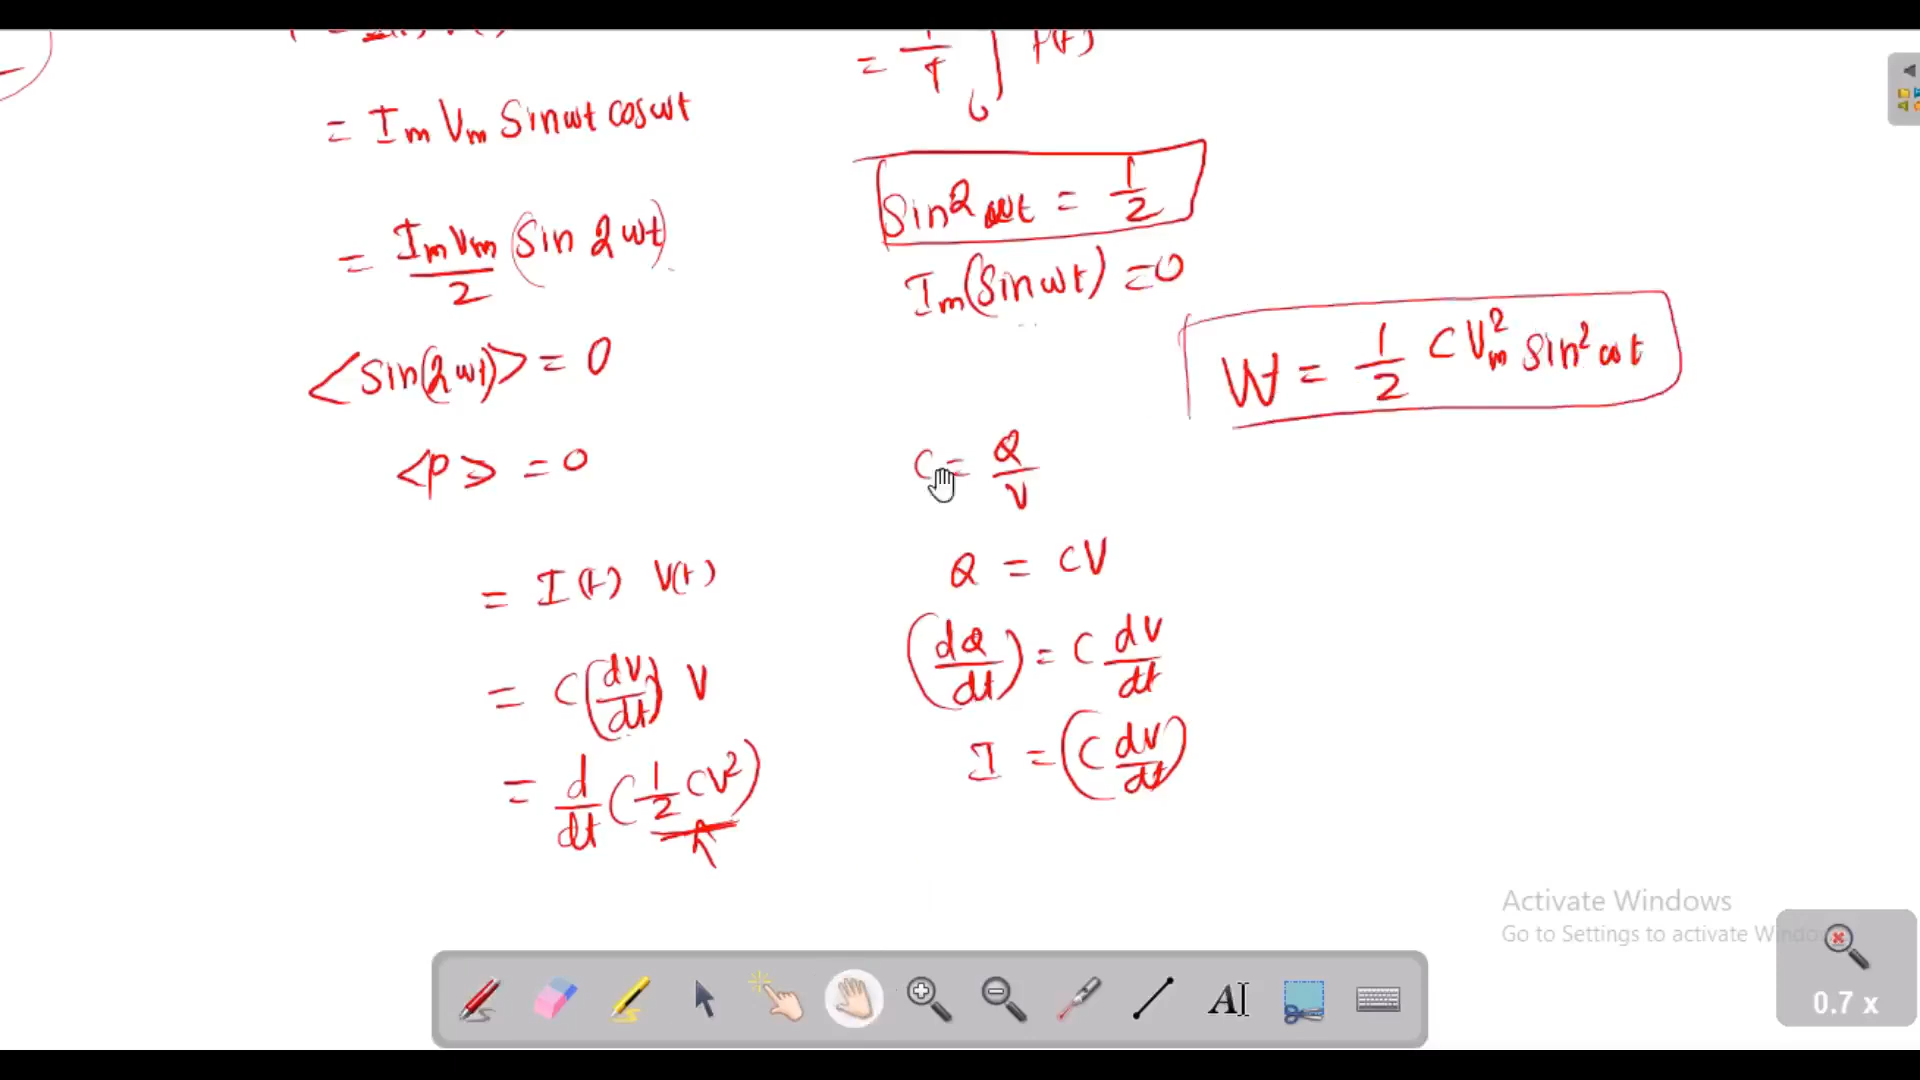 = Im Vm Sinωt cosωt
= ImVm/2 (Sin 2ωt)
<Sin(2ωt)> = 0
<P> = 0
= I(t) V(t)
= C(dV/dt) V
= d/dt (1/2 CV²)
= 1/T ∫
Sin²ωt = 1/2
Im(Sinωt) = 0
C = Q/V
Q = CV
(dQ/dt) = C dV/dt
I = (C dV/dt)
W = 1/2 CVm² Sin²ωt
Activate Windows
Go to Settings to activate Windows
AI
0.7 x